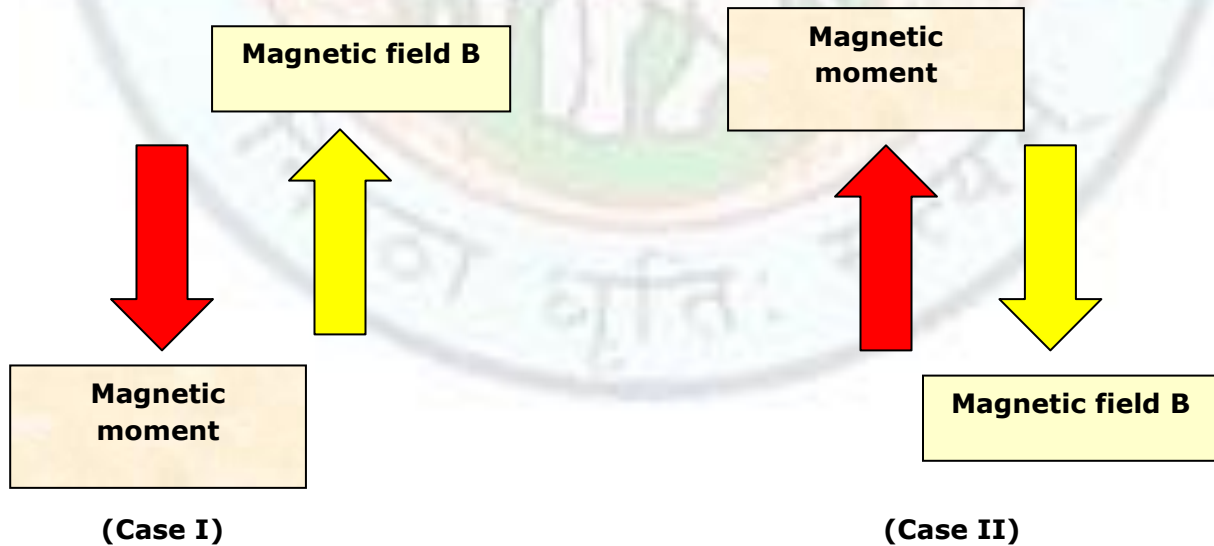 Magnetic field B
Magnetic
moment
Magnetic
moment
Magnetic field B
(Case I)
(Case II)